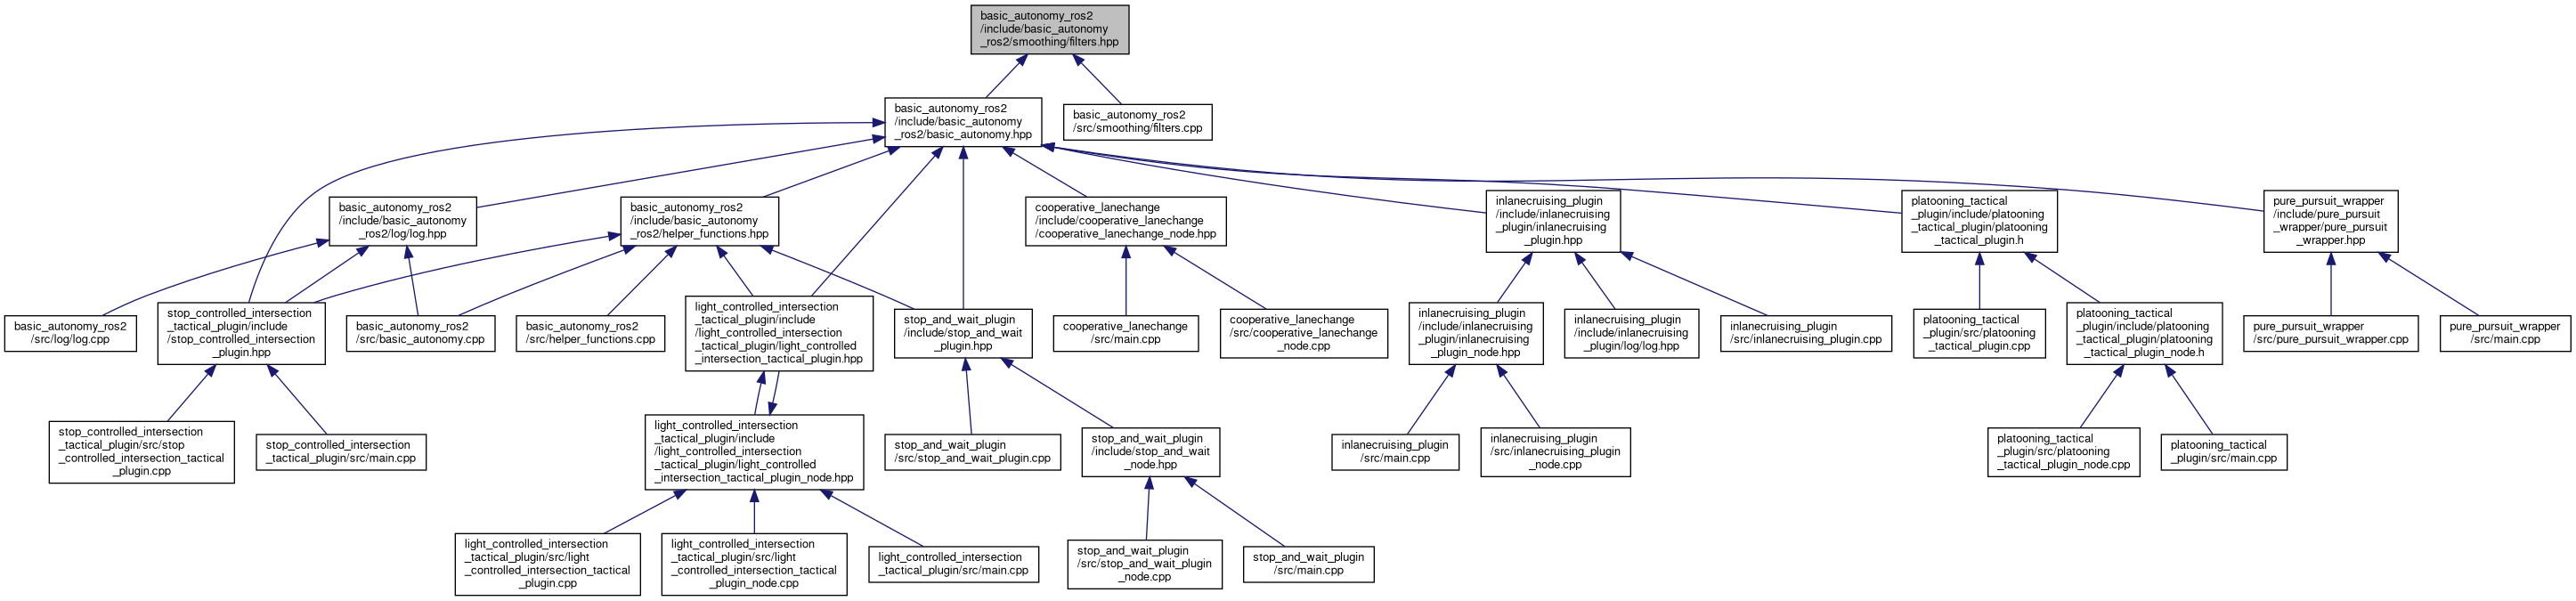 basic_autonomy_ros2
/include/basic_autonomy
_ros2/smoothing/filters.hpp
basic_autonomy_ros2
/include/basic_autonomy
_ros2/basic_autonomy.hpp
basic_autonomy_ros2
/src/smoothing/filters.cpp
basic_autonomy_ros2
/include/basic_autonomy
_ros2/log/log.hpp
basic_autonomy_ros2
/include/basic_autonomy
_ros2/helper_functions.hpp
cooperative_lanechange
/include/cooperative_lanechange
/cooperative_lanechange_node.hpp
inlanecruising_plugin
/include/inlanecruising
_plugin/inlanecruising
_plugin.hpp
platooning_tactical
_plugin/include/platooning
_tactical_plugin/platooning
_tactical_plugin.h
pure_pursuit_wrapper
/include/pure_pursuit
_wrapper/pure_pursuit
_wrapper.hpp
basic_autonomy_ros2
/src/log/log.cpp
stop_controlled_intersection
_tactical_plugin/include
/stop_controlled_intersection
_plugin.hpp
basic_autonomy_ros2
/src/basic_autonomy.cpp
basic_autonomy_ros2
/src/helper_functions.cpp
light_controlled_intersection
_tactical_plugin/include
/light_controlled_intersection
_tactical_plugin/light_controlled
_intersection_tactical_plugin.hpp
stop_and_wait_plugin
/include/stop_and_wait
_plugin.hpp
cooperative_lanechange
/src/main.cpp
cooperative_lanechange
/src/cooperative_lanechange
_node.cpp
inlanecruising_plugin
/include/inlanecruising
_plugin/inlanecruising
_plugin_node.hpp
inlanecruising_plugin
/include/inlanecruising
_plugin/log/log.hpp
inlanecruising_plugin
/src/inlanecruising_plugin.cpp
platooning_tactical
_plugin/src/platooning
_tactical_plugin.cpp
platooning_tactical
_plugin/include/platooning
_tactical_plugin/platooning
_tactical_plugin_node.h
pure_pursuit_wrapper
/src/pure_pursuit_wrapper.cpp
pure_pursuit_wrapper
/src/main.cpp
stop_controlled_intersection
_tactical_plugin/src/stop
_controlled_intersection_tactical
_plugin.cpp
stop_controlled_intersection
_tactical_plugin/src/main.cpp
light_controlled_intersection
_tactical_plugin/include
/light_controlled_intersection
_tactical_plugin/light_controlled
_intersection_tactical_plugin_node.hpp
stop_and_wait_plugin
/src/stop_and_wait_plugin.cpp
stop_and_wait_plugin
/include/stop_and_wait
_node.hpp
inlanecruising_plugin
/src/main.cpp
inlanecruising_plugin
/src/inlanecruising_plugin
_node.cpp
platooning_tactical
_plugin/src/platooning
_tactical_plugin_node.cpp
platooning_tactical
_plugin/src/main.cpp
light_controlled_intersection
_tactical_plugin/src/light
_controlled_intersection_tactical
_plugin.cpp
light_controlled_intersection
_tactical_plugin/src/light
_controlled_intersection_tactical
_plugin_node.cpp
light_controlled_intersection
_tactical_plugin/src/main.cpp
stop_and_wait_plugin
/src/stop_and_wait_plugin
_node.cpp
stop_and_wait_plugin
/src/main.cpp